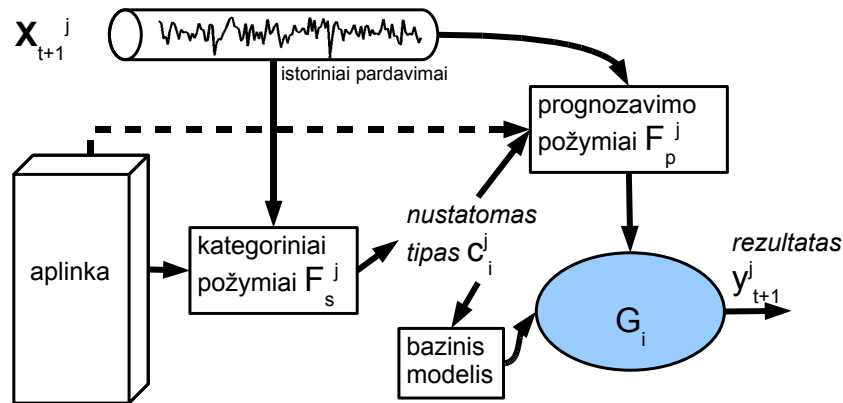 X t+1 j
istoriniai pardavimai
prognozavimo
požymiai F p j
nustatomas
tipas c i j
rezultatas
y t+1 j
kategoriniai
požymiai F s j
aplinka
G i
bazinis
modelis